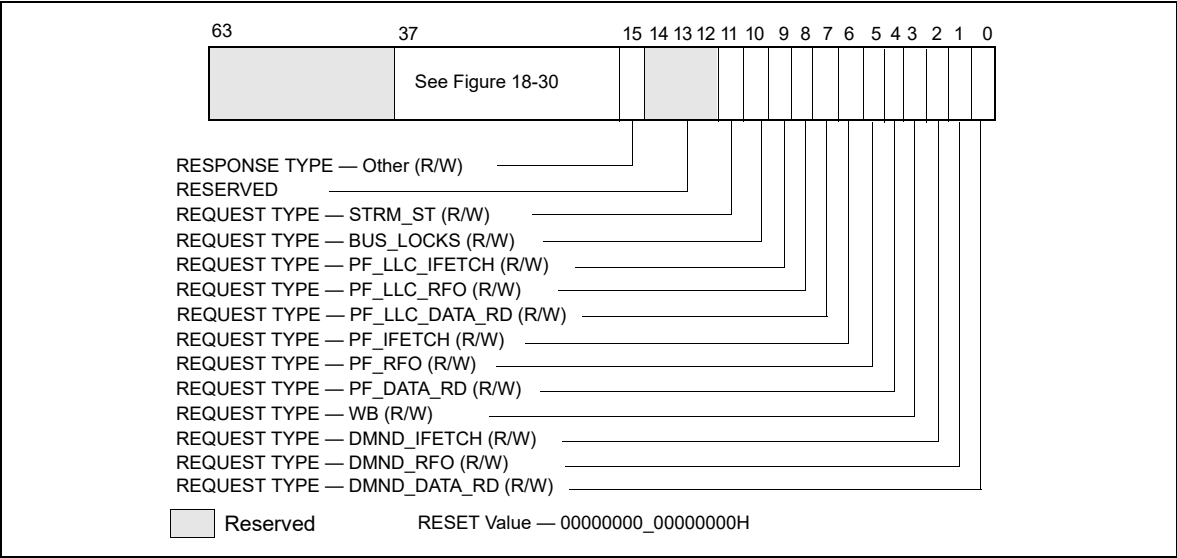 63 37 15 14 13 12 11 10 9 8 7 6 5 4 3 2 1 0
See Figure 18-30
RESPONSE TYPE — Other (R/W)
RESERVED
REQUEST TYPE — STRM_ST (R/W)
REQUEST TYPE — BUS_LOCKS (R/W)
REQUEST TYPE — PF_LLC_IFETCH (R/W)
REQUEST TYPE — PF_LLC_RFO (R/W)
REQUEST TYPE — PF_LLC_DATA_RD (R/W)
REQUEST TYPE — PF_IFETCH (R/W)
REQUEST TYPE — PF_RFO (R/W)
REQUEST TYPE — PF_DATA_RD (R/W)
REQUEST TYPE — WB (R/W)
REQUEST TYPE — DMND_IFETCH (R/W)
REQUEST TYPE — DMND_RFO (R/W)
REQUEST TYPE — DMND_DATA_RD (R/W)
Reserved RESET Value — 00000000_00000000H